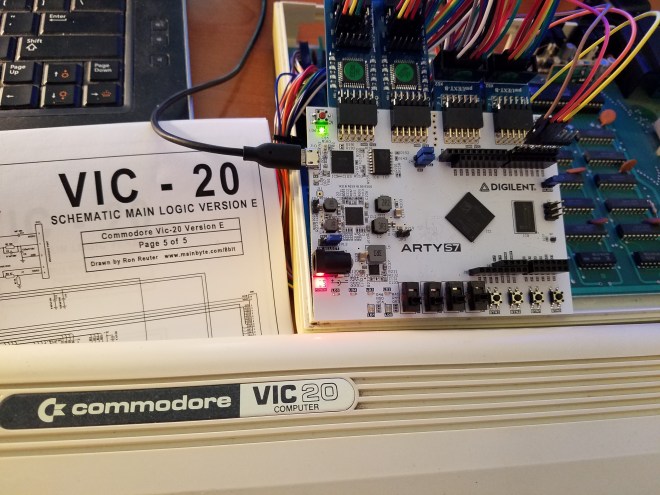 Enter
Shift
Page
Up
Page
Down
VIC - 20
SCHEMATIC MAIN LOGIC VERSION E
Commodore Vic-20 Version E
Page 5 of 5
Drawn by Ron Reuter www.mainbyte.com/8bit
DIGILENT
ARTY S7
commodore
VIC 20
COMPUTER